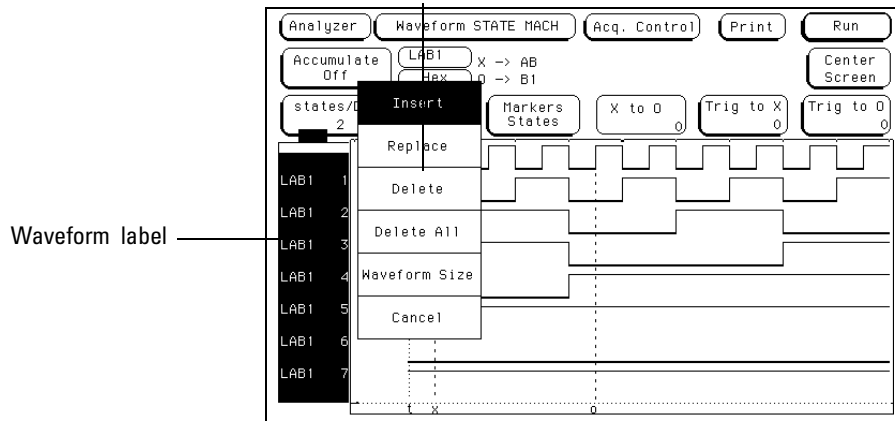 Analyzer Waveform STATE MACH Acq. Control Print Run
Accumulate Off LAB1 X -> AB Center Screen
Hex O -> B1
states/D 2 Markers States X to O 0 Trig to X 0 Trig to O 0
Insert
Replace
Delete
Delete All
Waveform Size
Cancel
LAB1 1
LAB1 2
LAB1 3
LAB1 4
LAB1 5
LAB1 6
LAB1 7
Waveform label
t X O